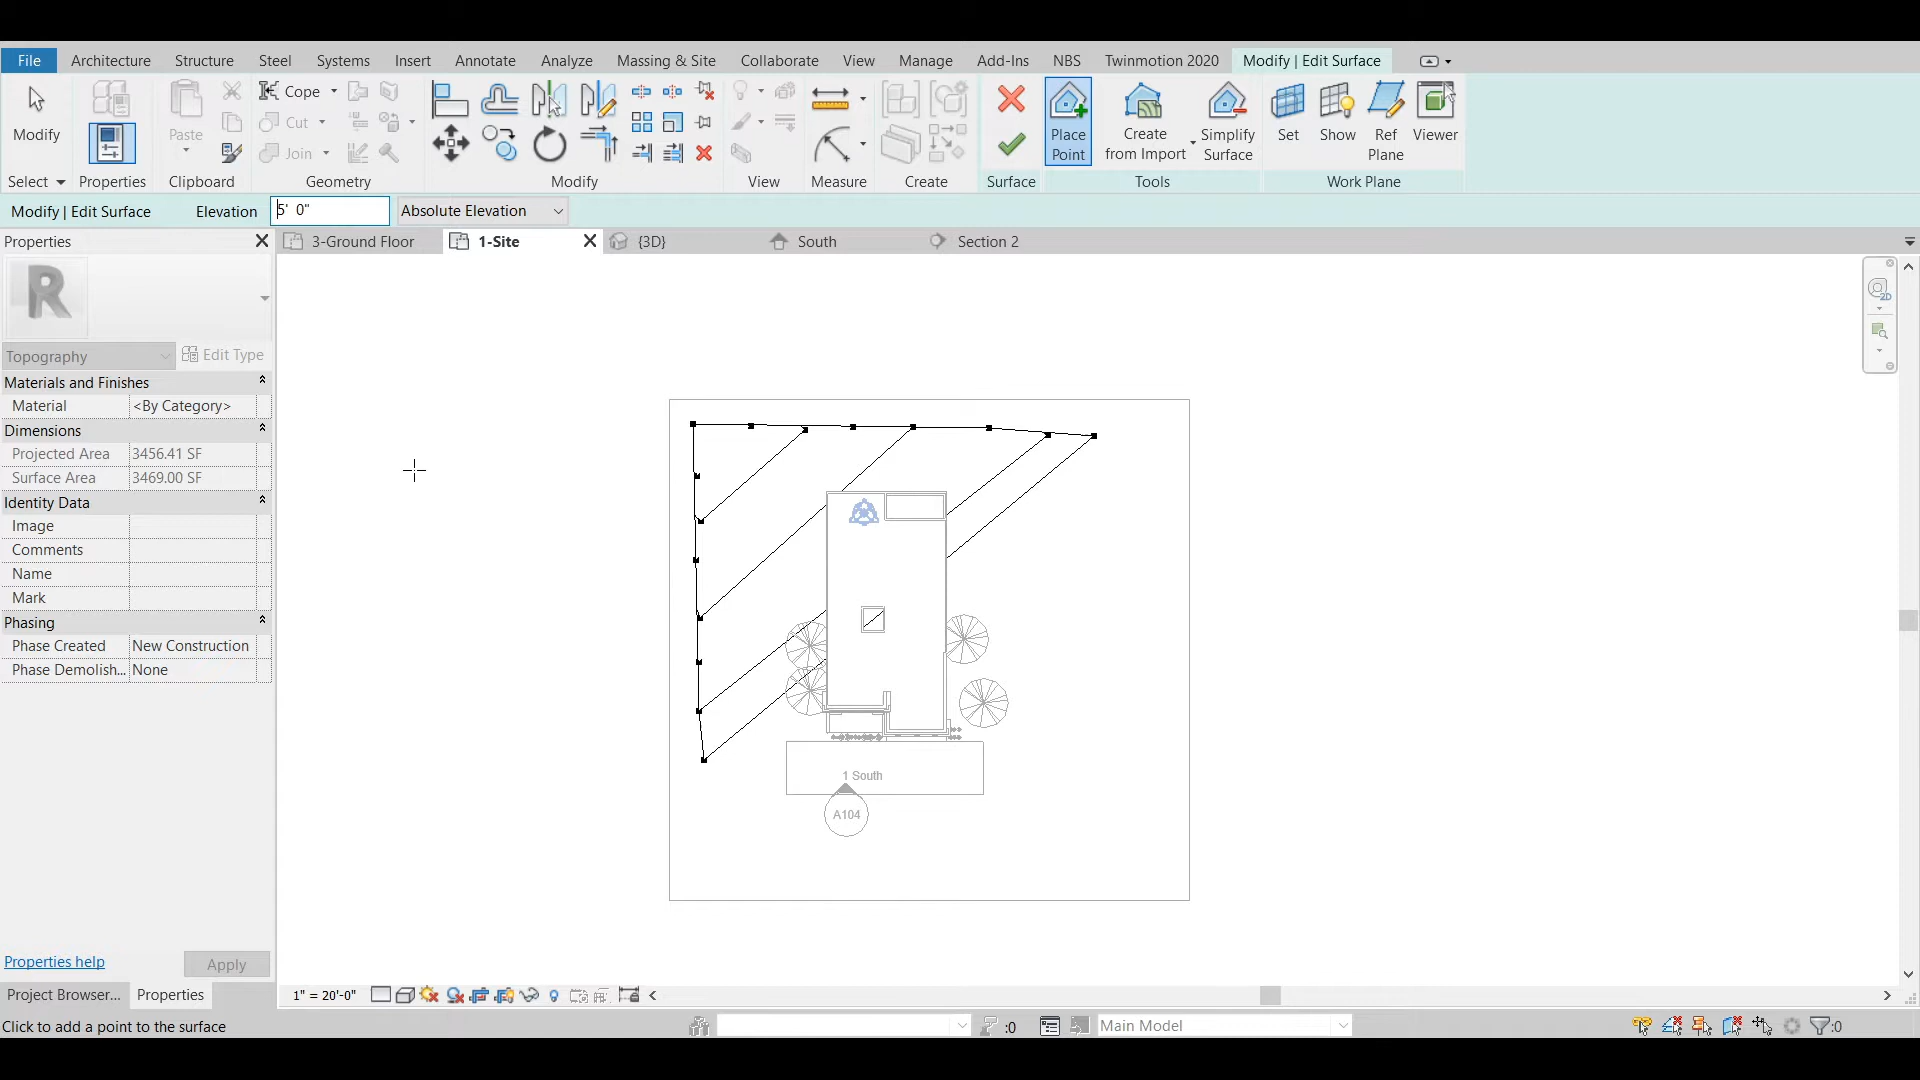 File Architecture Structure Steel Systems Insert Annotate Analyze Massing & Site Collaborate View Manage Add-Ins NBS Twinmotion 2020 Modify | Edit Surface
Modify
Paste
Cope
Cut
Join
Place
Point
Create
from Import
Simplify
Surface
Set
Show
Ref
Plane
Viewer
Select Properties Clipboard Geometry Modify View Measure Create Surface Tools Work Plane
Modify | Edit Surface Elevation 5' 0" Absolute Elevation
Properties
3-Ground Floor 1-Site {3D} South Section 2
R
2D
Topography Edit Type
Materials and Finishes
Material <By Category>
Dimensions
Projected Area 3456.41 SF
Surface Area 3469.00 SF
Identity Data
Image
Comments
Name
Mark
Phasing
Phase Created New Construction
Phase Demolish... None
1 South
A104
Properties help Apply
Project Browser... Properties 1" = 20'-0"
Click to add a point to the surface :0 Main Model :0